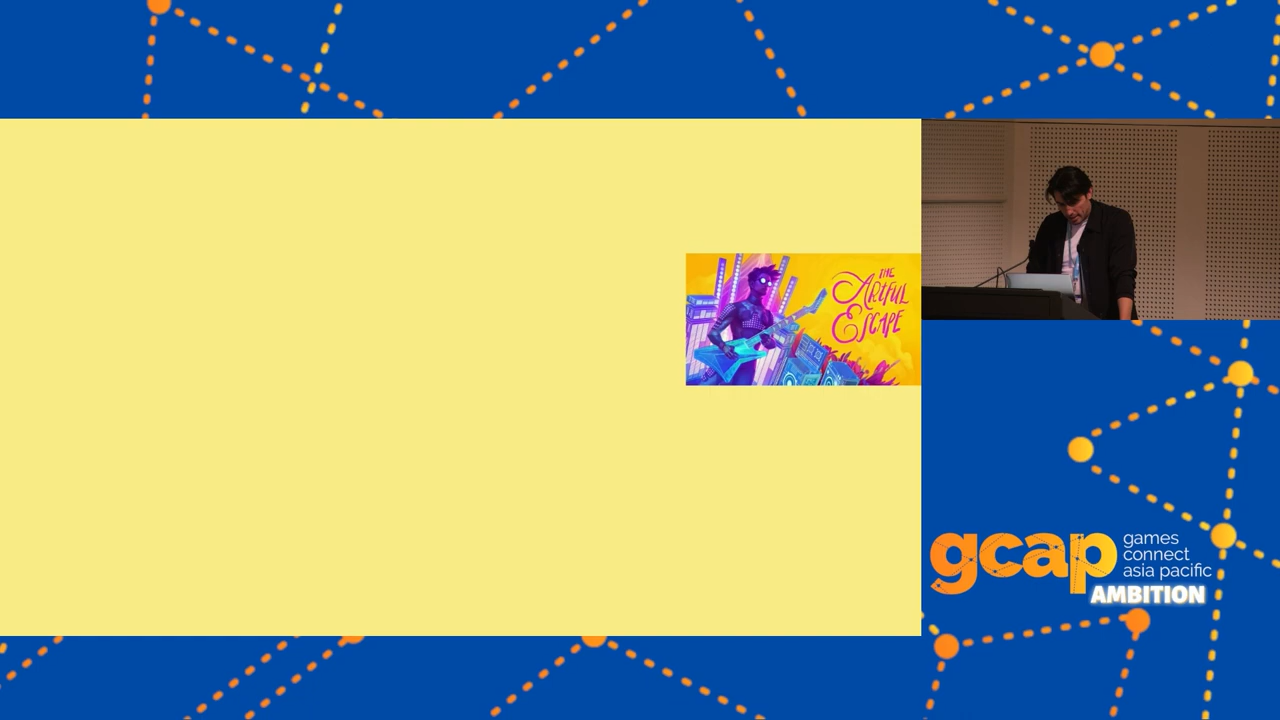 THE
ARTFUL
ESCAPE
gcap
games
connect
asia pacific
AMBITION